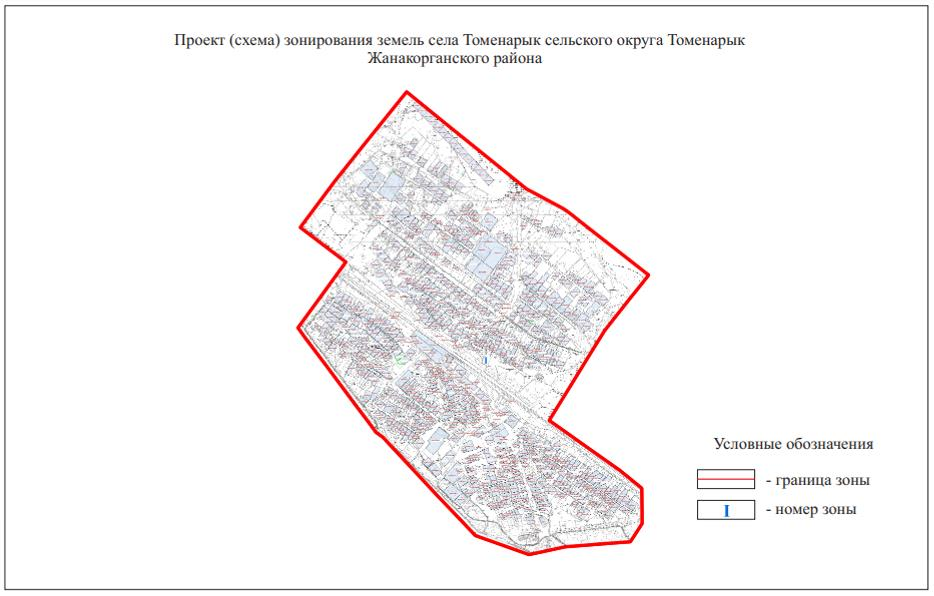 Проект (схема) зонирования земель села Томенарык сельского округа Томенарык
Жанакорганского района
I
Условные обозначения
- граница зоны
I - номер зоны